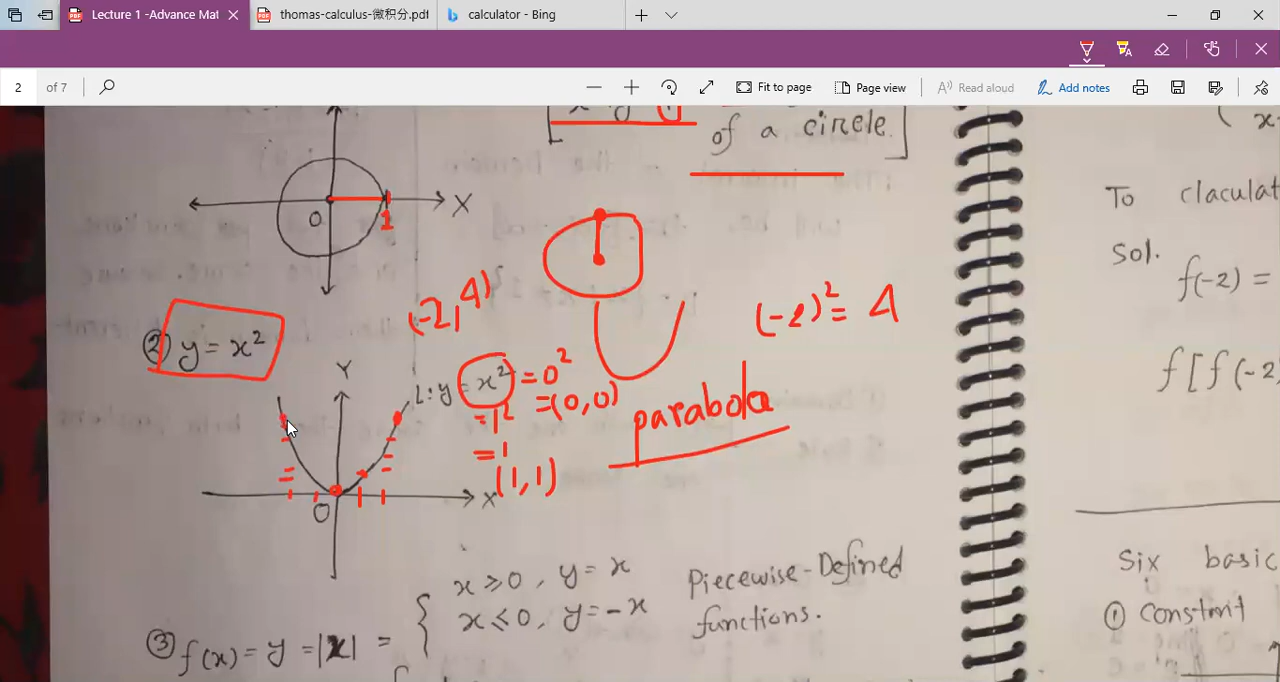 Lecture 1 -Advance Mat
thomas-calculus-微积分.pdf
calculator - Bing
2 of 7
Fit to page
Page view
Read aloud
Add notes
of a circle.]
X
0
1
(-2, 4)
(-2)² = 4
② y = x²
Y
L: y = x² = 0²
= (0,0)
= 1²
= 1
(1,1)
parabola
X
0
x ≥ 0, y = x
x ≤ 0, y = -x
Piecewise-Defined
functions.
③ f(x) = y = |x| =
To claculat
Sol.
f(-2) =
f[f(-2
Six basic
① Constant